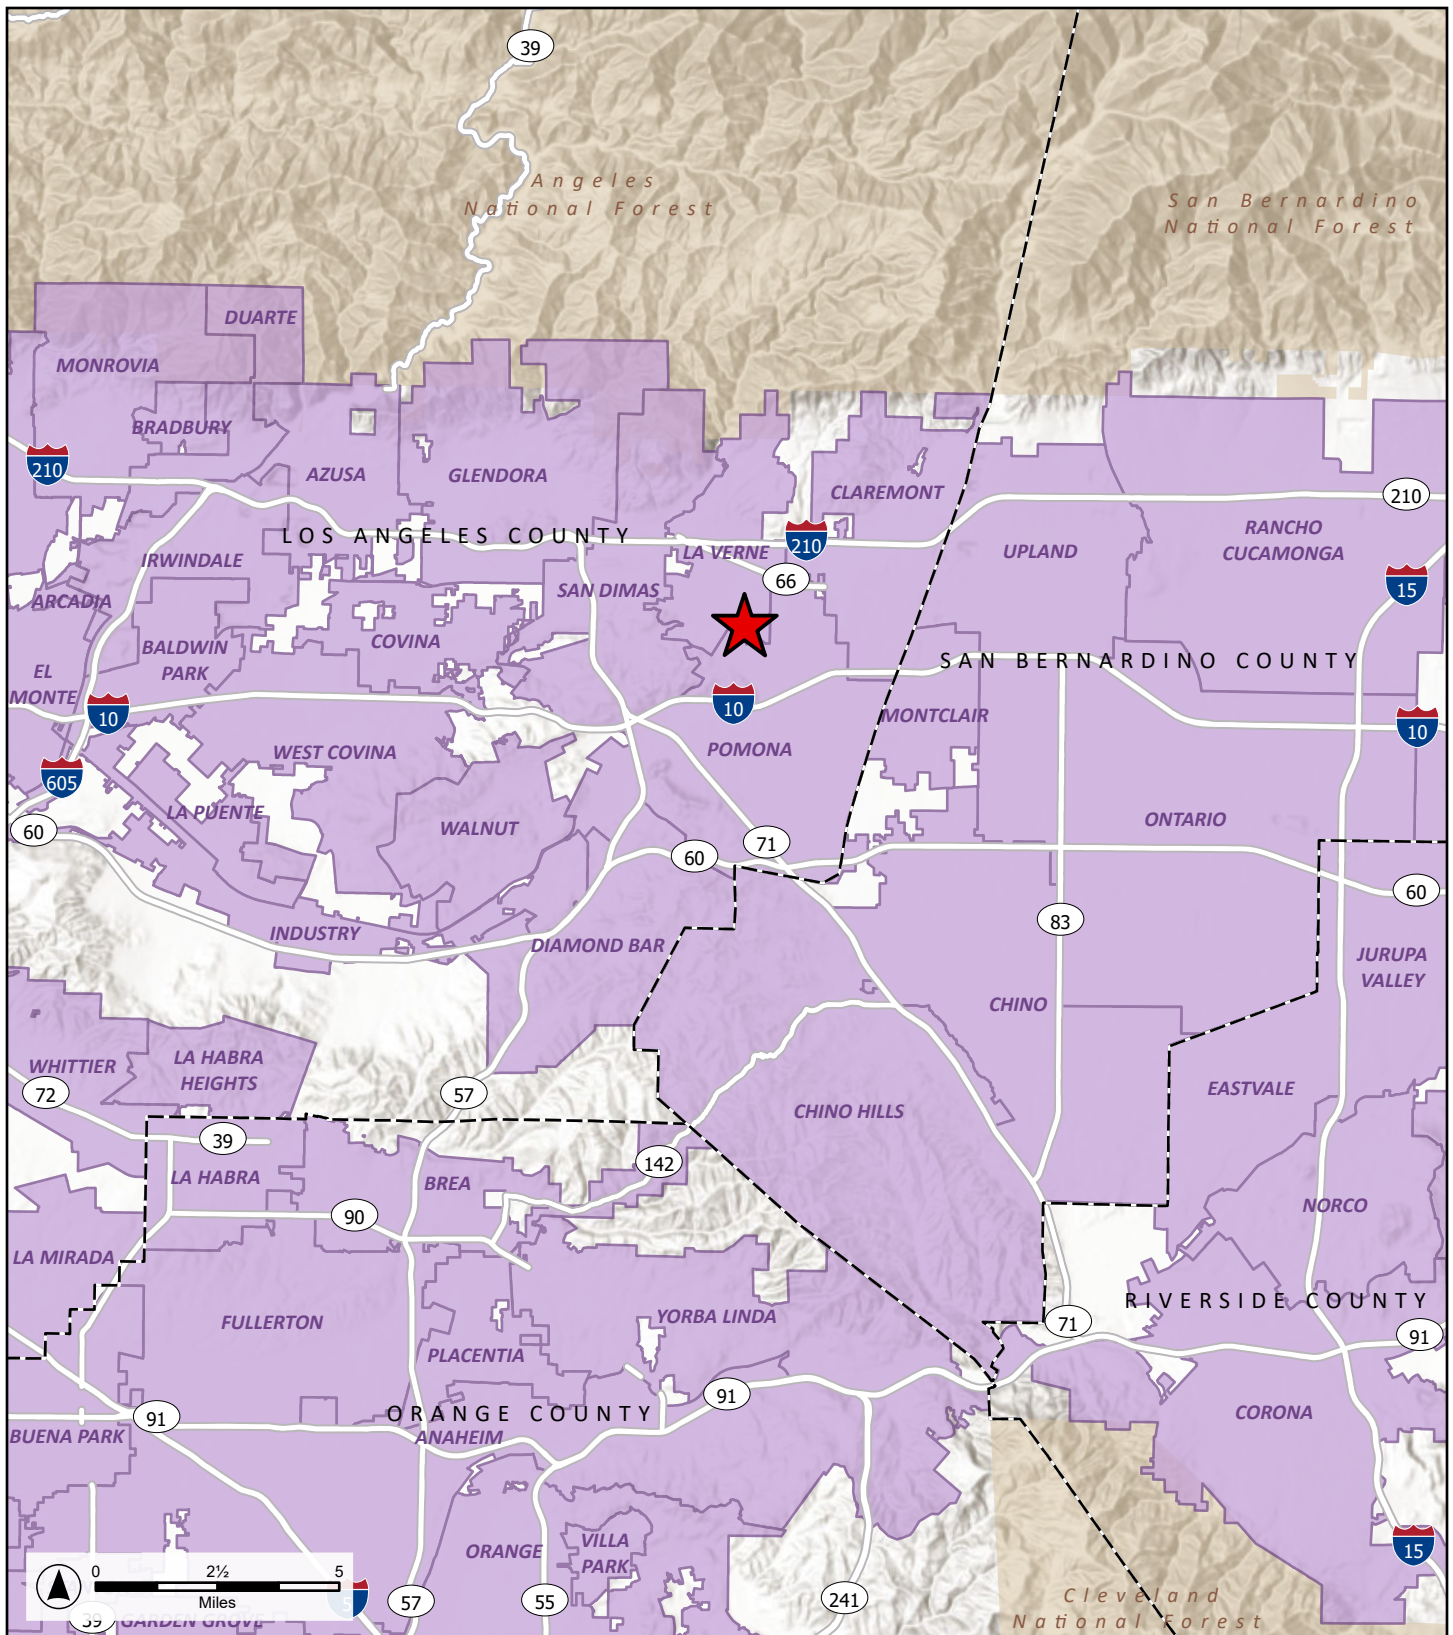 39
Angeles
National Forest
San Bernardino
National Forest
DUARTE
MONROVIA
BRADBURY
210
AZUSA
GLENDORA
CLAREMONT
210
LOS ANGELES COUNTY
LA VERNE
210
UPLAND
RANCHO
CUCAMONGA
IRWINDALE
66
15
SAN DIMAS
ARCADIA
BALDWIN
PARK
COVINA
EL
MONTE
SAN BERNARDINO COUNTY
10
10
MONTCLAIR
10
WEST COVINA
POMONA
605
LA PUENTE
WALNUT
ONTARIO
60
71
60
60
83
INDUSTRY
DIAMOND BAR
JURUPA
VALLEY
CHINO
WHITTIER
LA HABRA
HEIGHTS
72
57
EASTVALE
CHINO HILLS
39
142
LA HABRA
BREA
NORCO
90
LA MIRADA
RIVERSIDE COUNTY
FULLERTON
YORBA LINDA
71
91
PLACENTIA
91
91
ORANGE COUNTY
CORONA
BUENA PARK
ANAHEIM
ORANGE
VILLA
PARK
15
0 2½ 5
Miles
5
57
55
241
Cleveland
National Forest
39
GARDEN GROVE